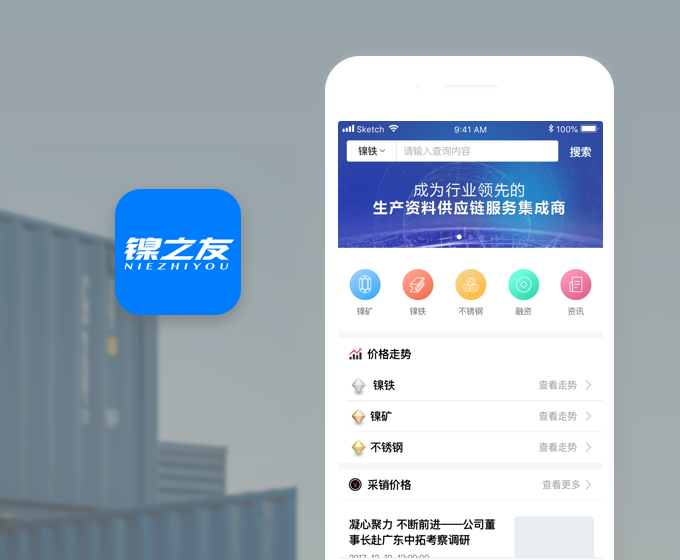 镍之友
NIEZHIYOU
Sketch
9:41 AM
100%
镍铁
请输入查询内容
搜索
成为行业领先的
生产资料供应链服务集成商
镍矿
镍铁
不锈钢
融资
资讯
价格走势
镍铁
查看走势
镍矿
查看走势
不锈钢
查看走势
采销价格
查看更多
凝心聚力 不断前进——公司董
事长赴广东中拓考察调研